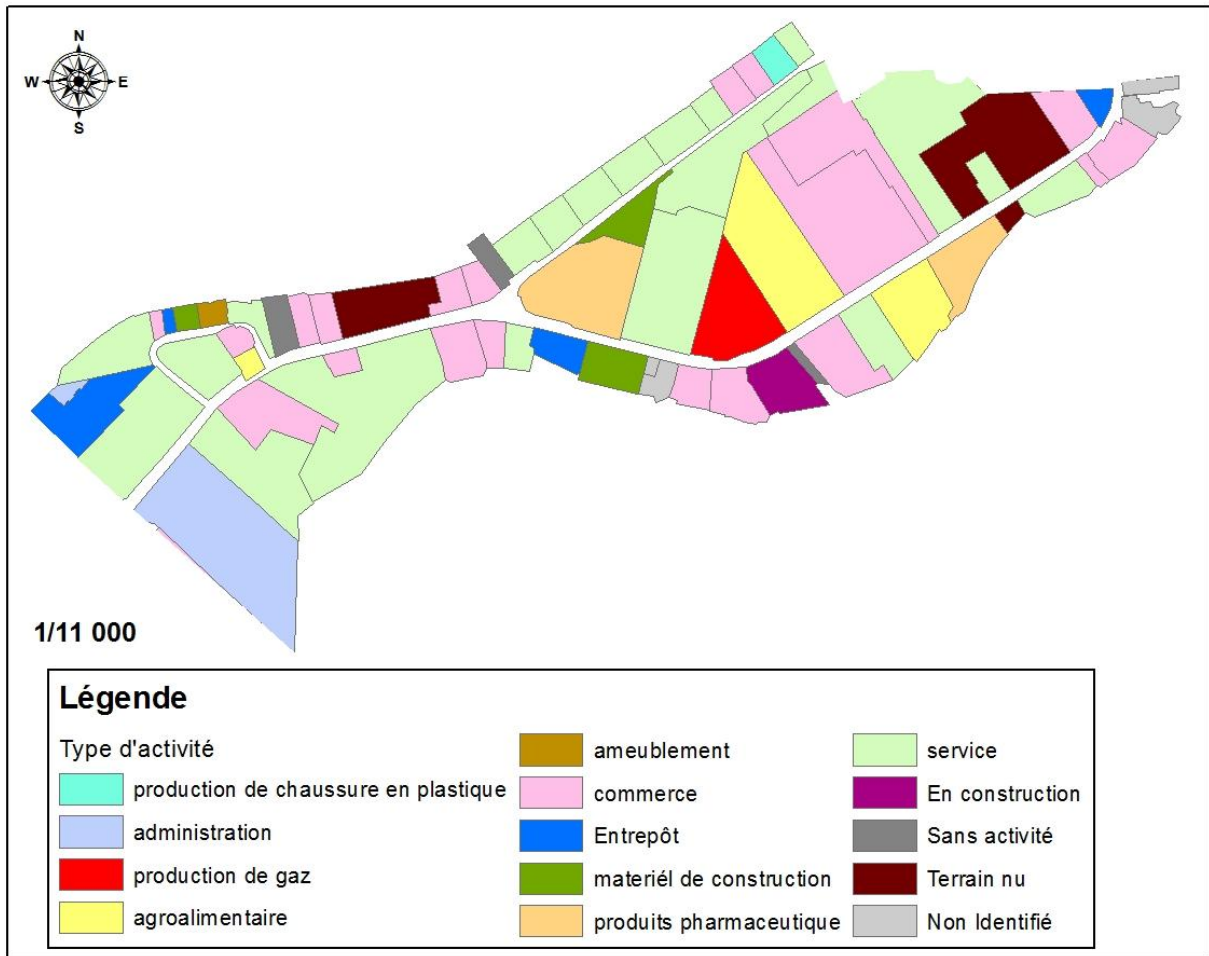 N
W
E
S
1/11 000
Légende
Type d'activité
production de chaussure en plastique
administration
production de gaz
agroalimentaire
ameublement
commerce
Entrepôt
materiél de construction
produits pharmaceutique
service
En construction
Sans activité
Terrain nu
Non Identifié